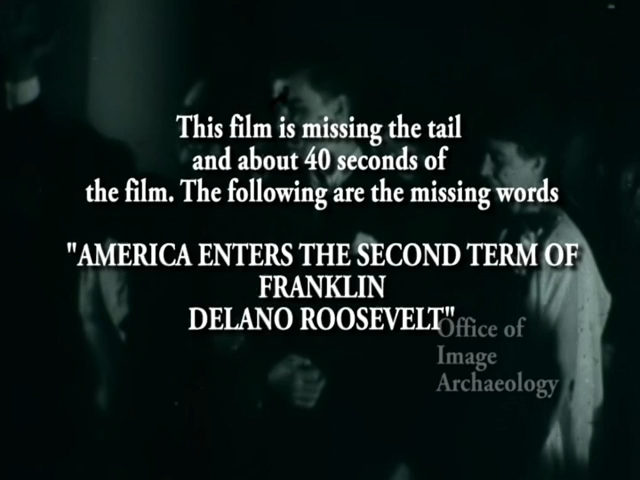 This film is missing the tail
and about 40 seconds of
the film. The following are the missing words
"AMERICA ENTERS THE SECOND TERM OF
FRANKLIN
DELANO ROOSEVELT"
Office of
Image
Archaeology